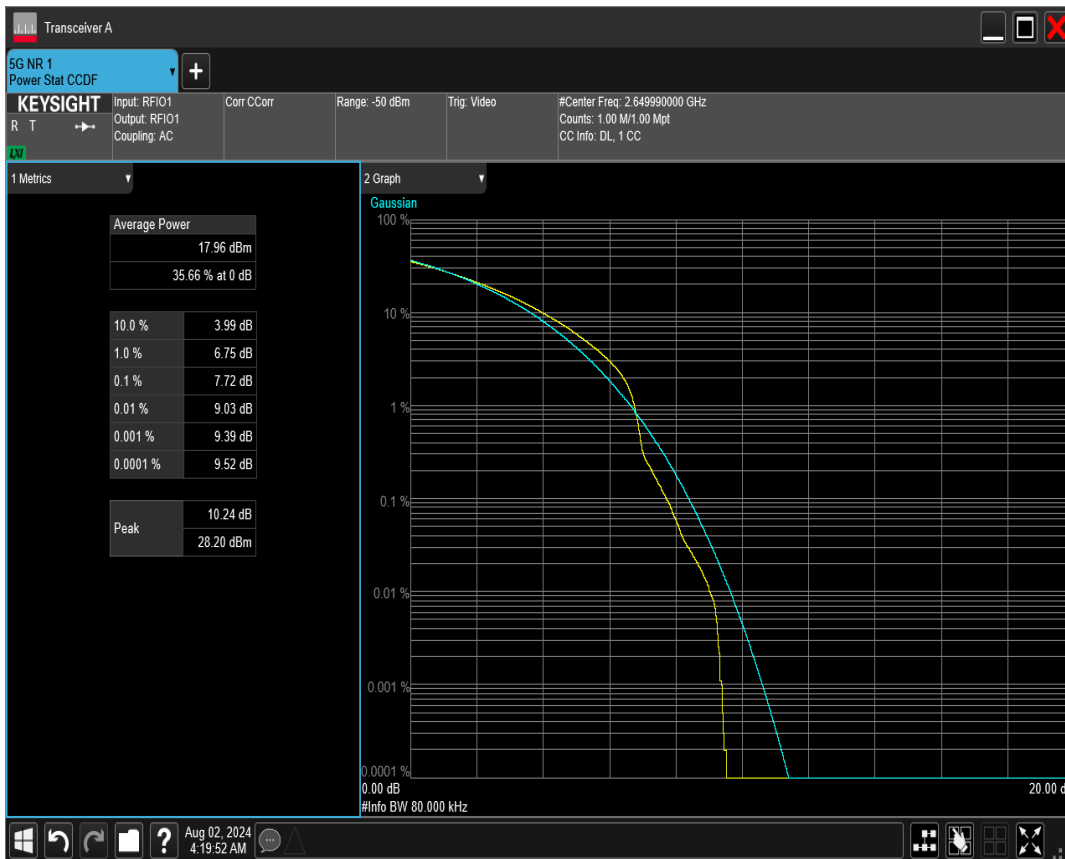 Transceiver A
5G NR 1
Power Stat CCDF
KEYSIGHT
R T
LXI
Input: RFIO1
Output: RFIO1
Coupling: AC
Corr CCorr
Range: -50 dBm
Trig: Video
#Center Freq: 2.649990000 GHz
Counts: 1.00 M/1.00 Mpt
CC Info: DL, 1 CC
1 Metrics
Average Power
17.96 dBm
35.66 % at 0 dB
10.0 % 3.99 dB
1.0 % 6.75 dB
0.1 % 7.72 dB
0.01 % 9.03 dB
0.001 % 9.39 dB
0.0001 % 9.52 dB
Peak
10.24 dB
28.20 dBm
2 Graph
Gaussian
100 %
10 %
1 %
0.1 %
0.01 %
0.001 %
0.0001 %
0.00 dB
20.00 d
#Info BW 80.000 kHz
?
Aug 02, 2024
4:19:52 AM